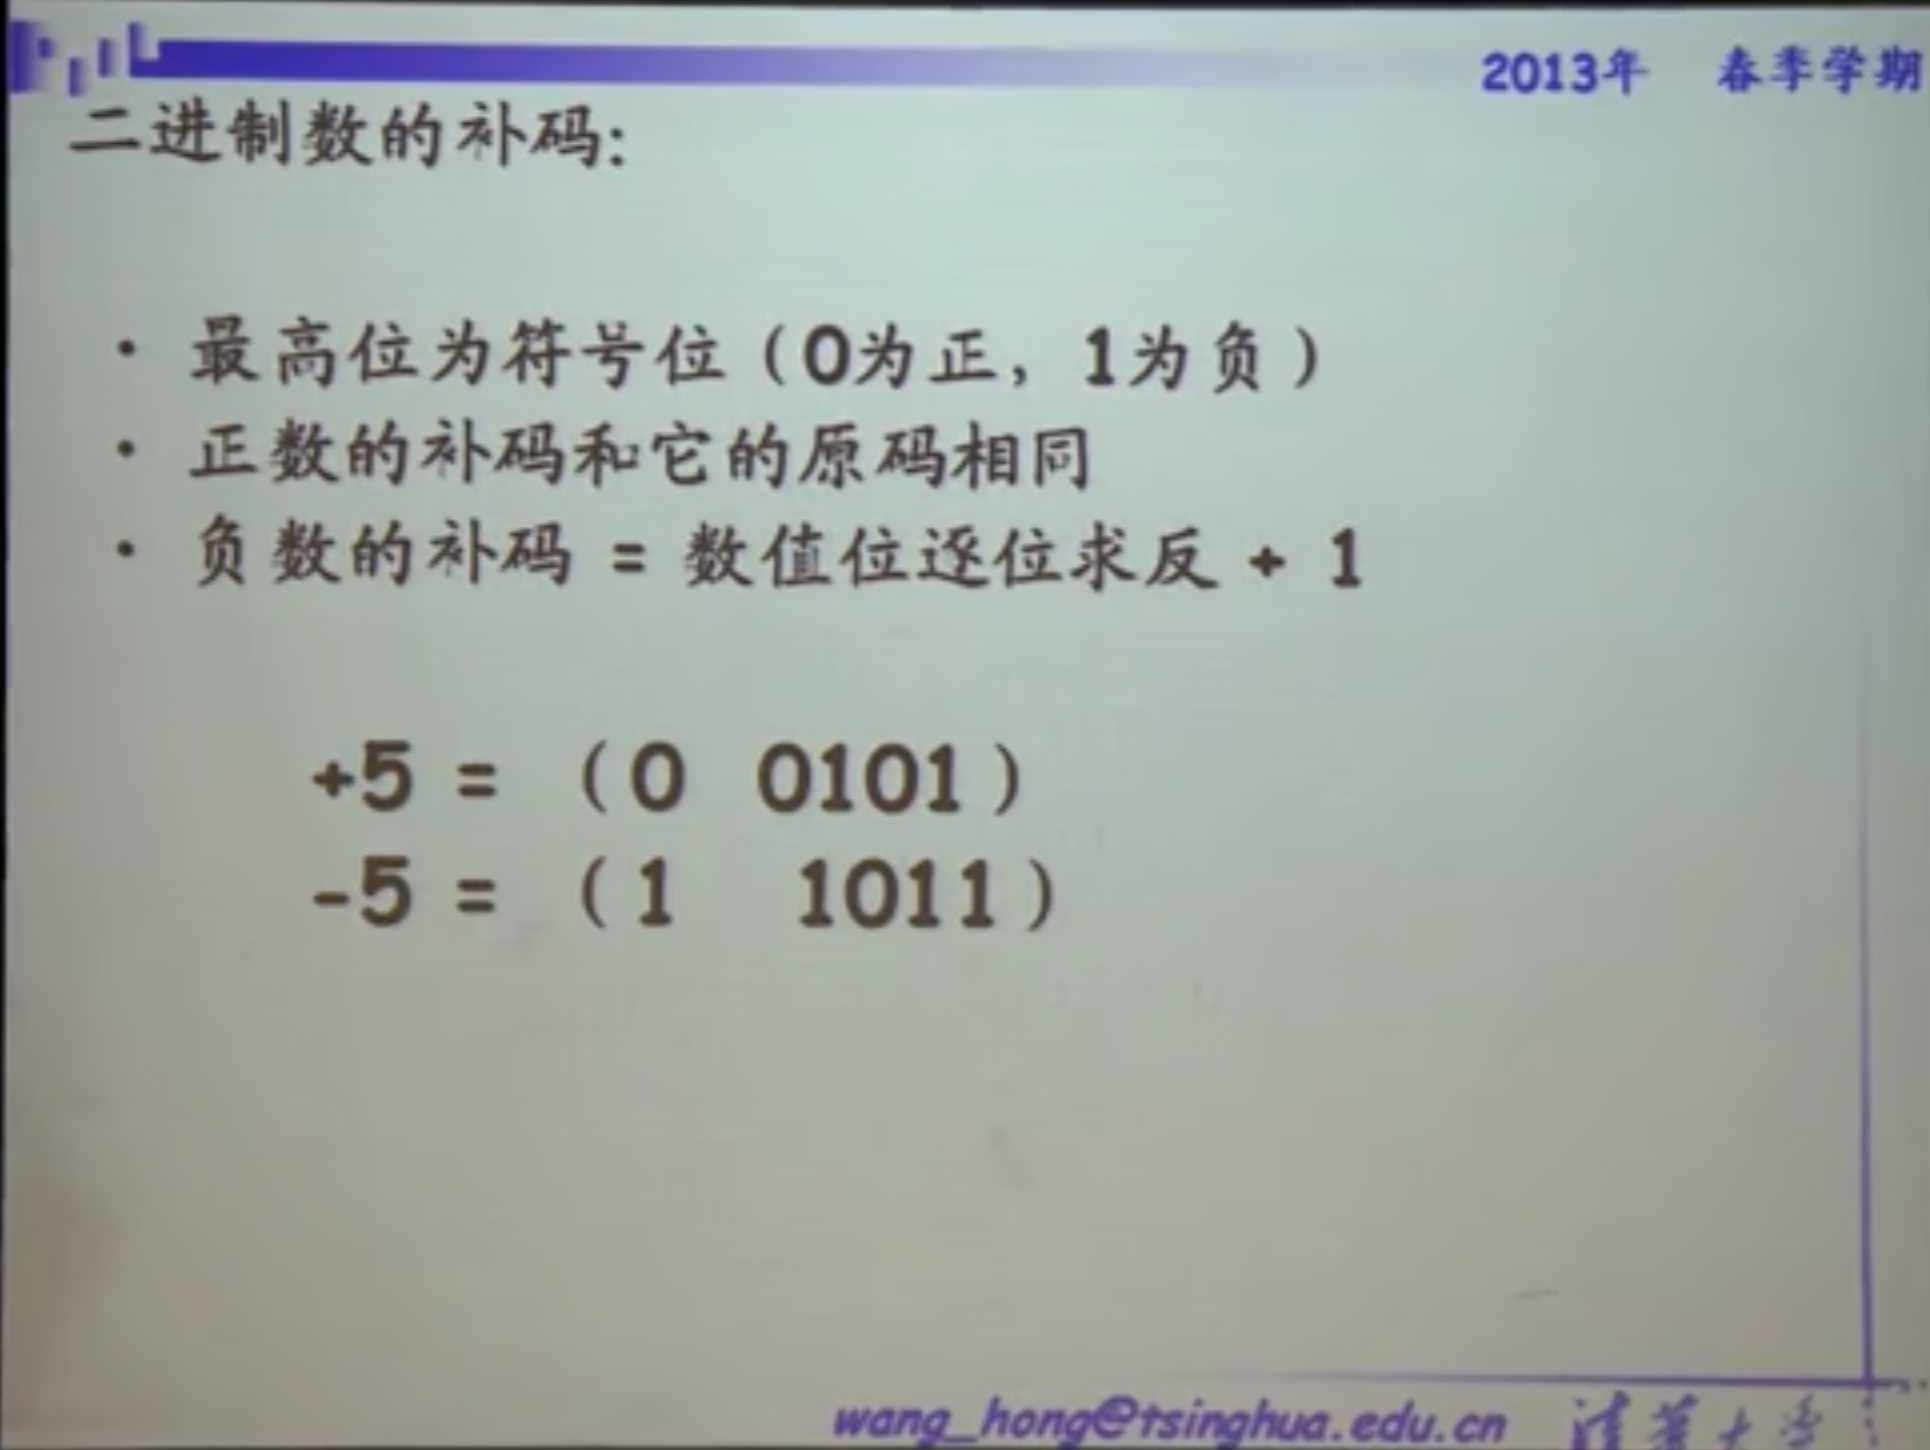 2013年 春季学期
二进制数的补码:
· 最高位为符号位（0为正，1为负）
· 正数的补码和它的原码相同
· 负数的补码 = 数值位逐位求反 + 1
+5 = （0 0101）
-5 = （1 1011）
wang_hong@tsinghua.edu.cn 清华大学